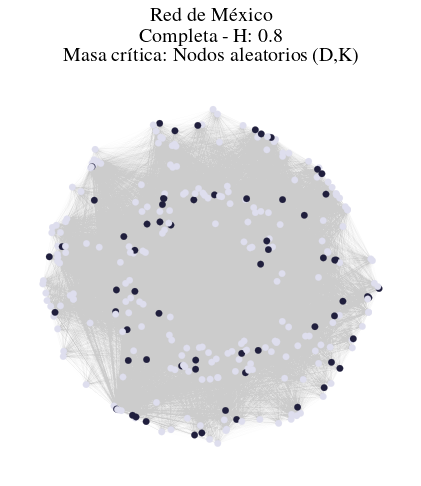 Red de México
Completa - H: 0.8
Masa crítica: Nodos aleatorios (D,K)